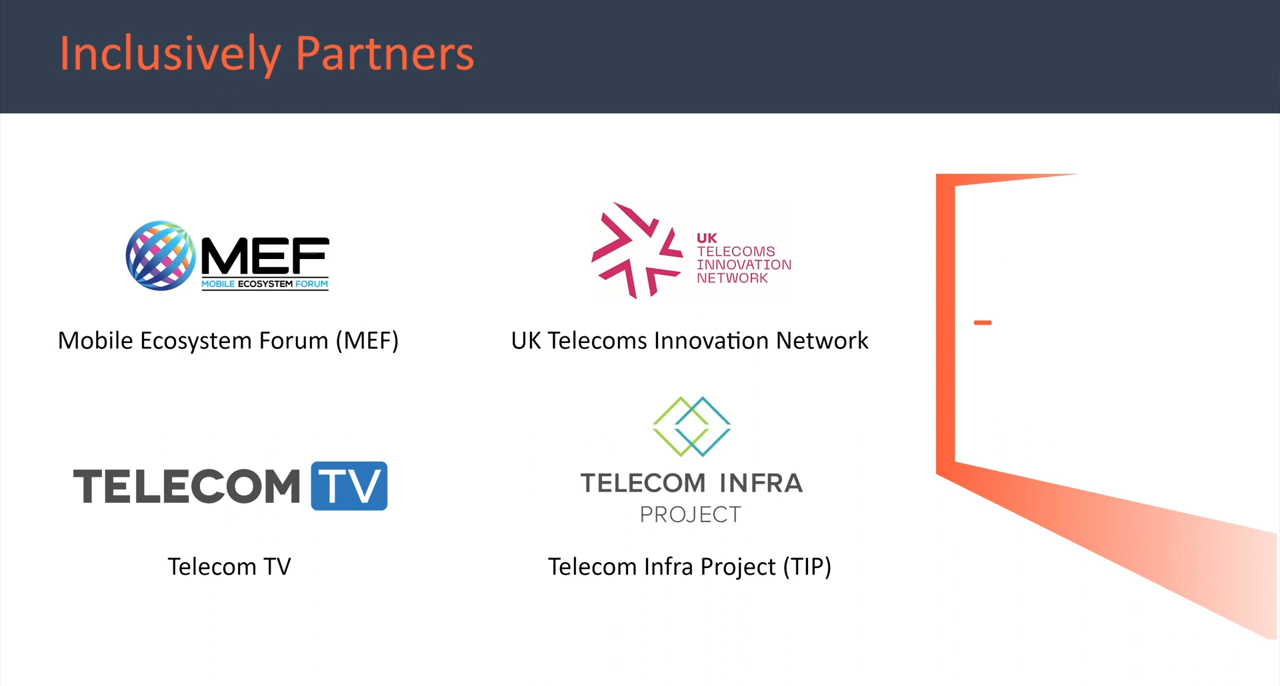 Inclusively Partners
MEF
MOBILE ECOSYSTEM FORUM
Mobile Ecosystem Forum (MEF)
UK
TELECOMS
INNOVATION
NETWORK
UK Telecoms Innovation Network
TELECOM TV
Telecom TV
TELECOM INFRA
PROJECT
Telecom Infra Project (TIP)